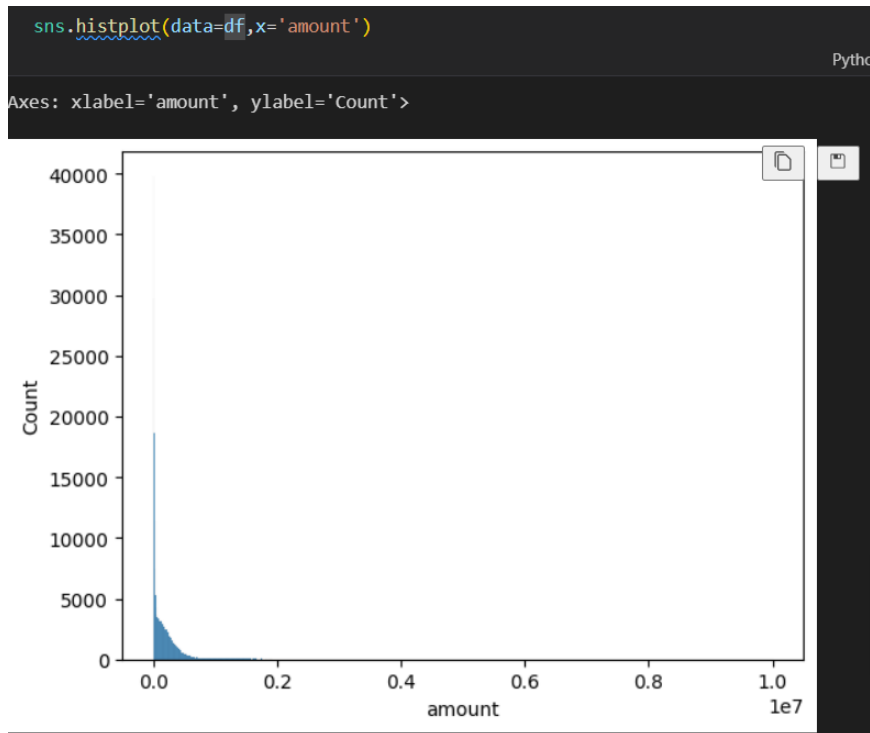 sns.histplot(data=df,x='amount')
Pytho
Axes: xlabel='amount', ylabel='Count'>
40000
35000
30000
25000
20000
15000
10000
5000
0
Count
0.0 0.2 0.4 0.6 0.8 1.0
1e7
amount